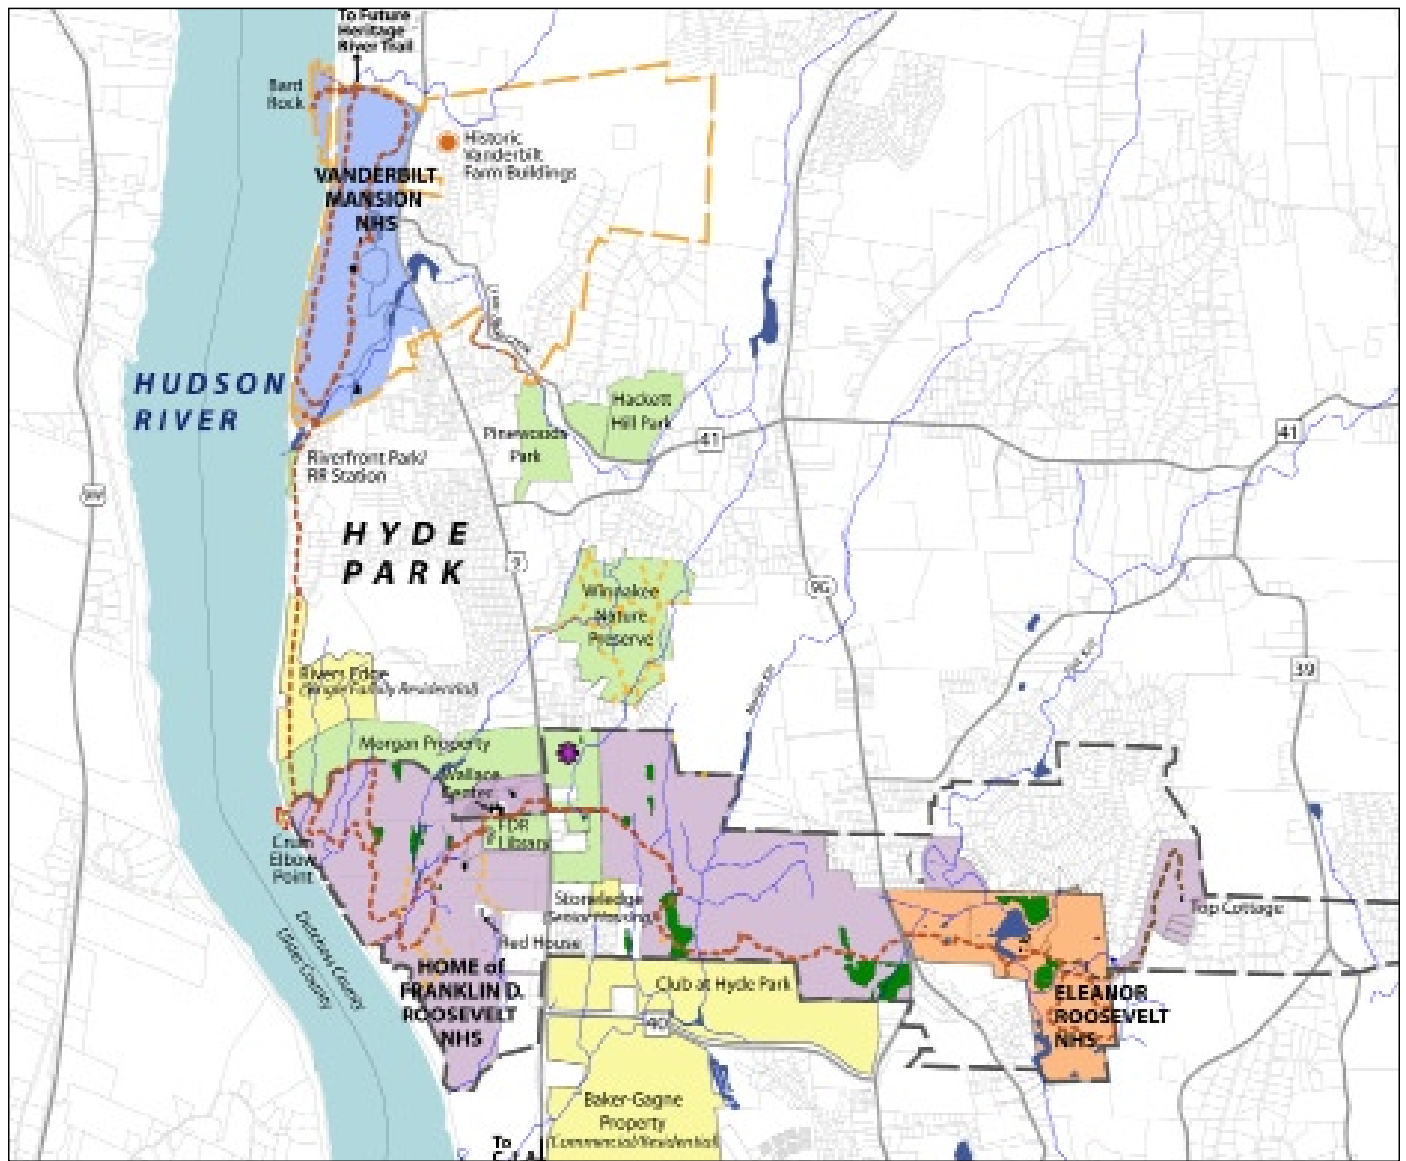 To Future
Heritage
River Trail
Bard
Rock
Historic
Vanderbilt
Farm Buildings
VANDERBILT
MANSION
NHS
HUDSON
RIVER
Hackett
Hill Park
Pinewoods
Park
41
41
Riverfront Park/
RR Station
HYDE
PARK
9W
9
9G
Winnakee
Nature
Preserve
39
Rivers Edge
(Single Family Residential)
Morgan Property
Wallace
Center
FDR
Library
Crum
Elbow
Point
Stoneledge
(Senior Housing)
Red House
Top Cottage
Dutchess County
Ulster County
HOME of
FRANKLIN D.
ROOSEVELT
NHS
Club at Hyde Park
ELEANOR
ROOSEVELT
NHS
40
Baker-Gagne
Property
(Commercial/Residential)
To